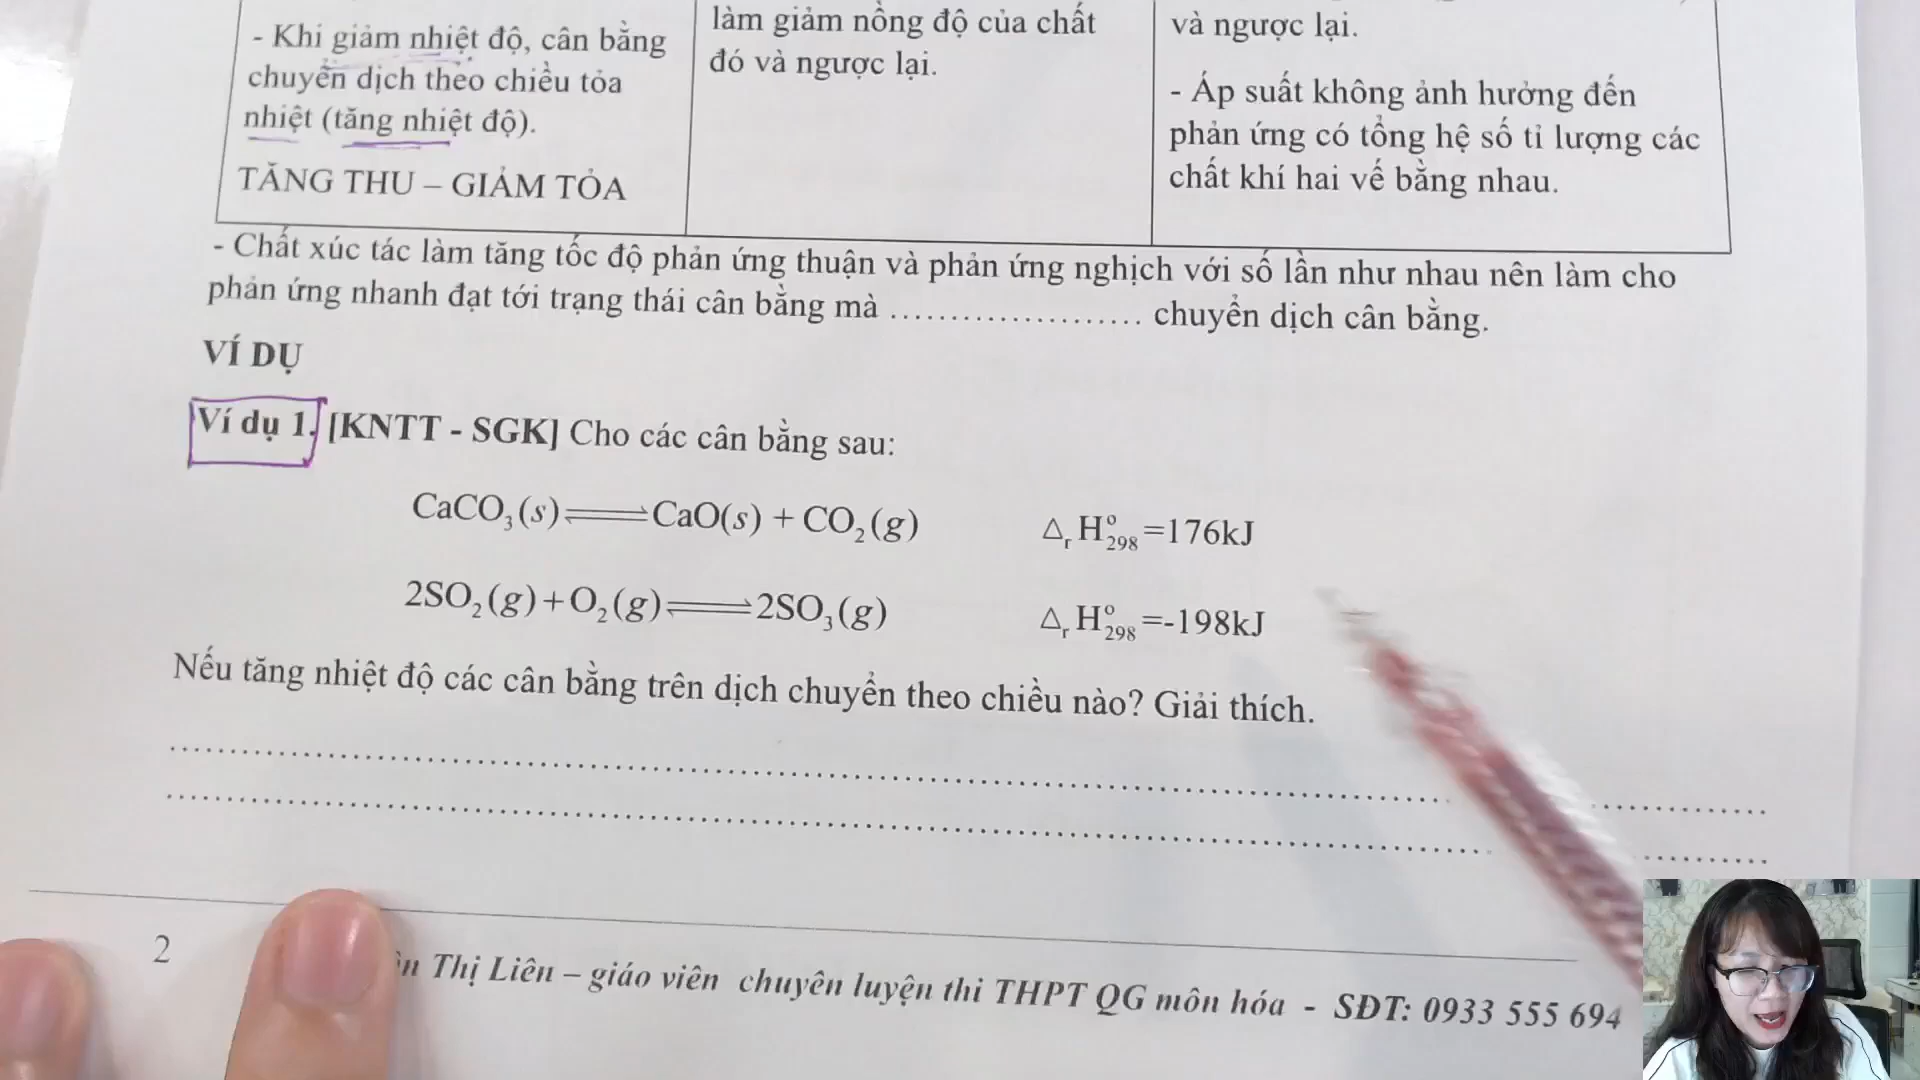 - Khi giảm nhiệt độ, cân bằng
chuyển dịch theo chiều tỏa
nhiệt (tăng nhiệt độ).
TĂNG THU – GIẢM TỎA
làm giảm nồng độ của chất
đó và ngược lại.
và ngược lại.
- Áp suất không ảnh hưởng đến
phản ứng có tổng hệ số tỉ lượng các
chất khí hai vế bằng nhau.
- Chất xúc tác làm tăng tốc độ phản ứng thuận và phản ứng nghịch với số lần như nhau nên làm cho
phản ứng nhanh đạt tới trạng thái cân bằng mà ..................... chuyển dịch cân bằng.
VÍ DỤ
Ví dụ 1. [KNTT - SGK] Cho các cân bằng sau:
CaCO₃(s) ⇌ CaO(s) + CO₂(g) △ᵣH°₂₉₈=176kJ
2SO₂(g)+O₂(g) ⇌ 2SO₃(g) △ᵣH°₂₉₈=-198kJ
Nếu tăng nhiệt độ các cân bằng trên dịch chuyển theo chiều nào? Giải thích.
2
Thị Liên – giáo viên chuyên luyện thi THPT QG môn hóa - SĐT: 0933 555 694